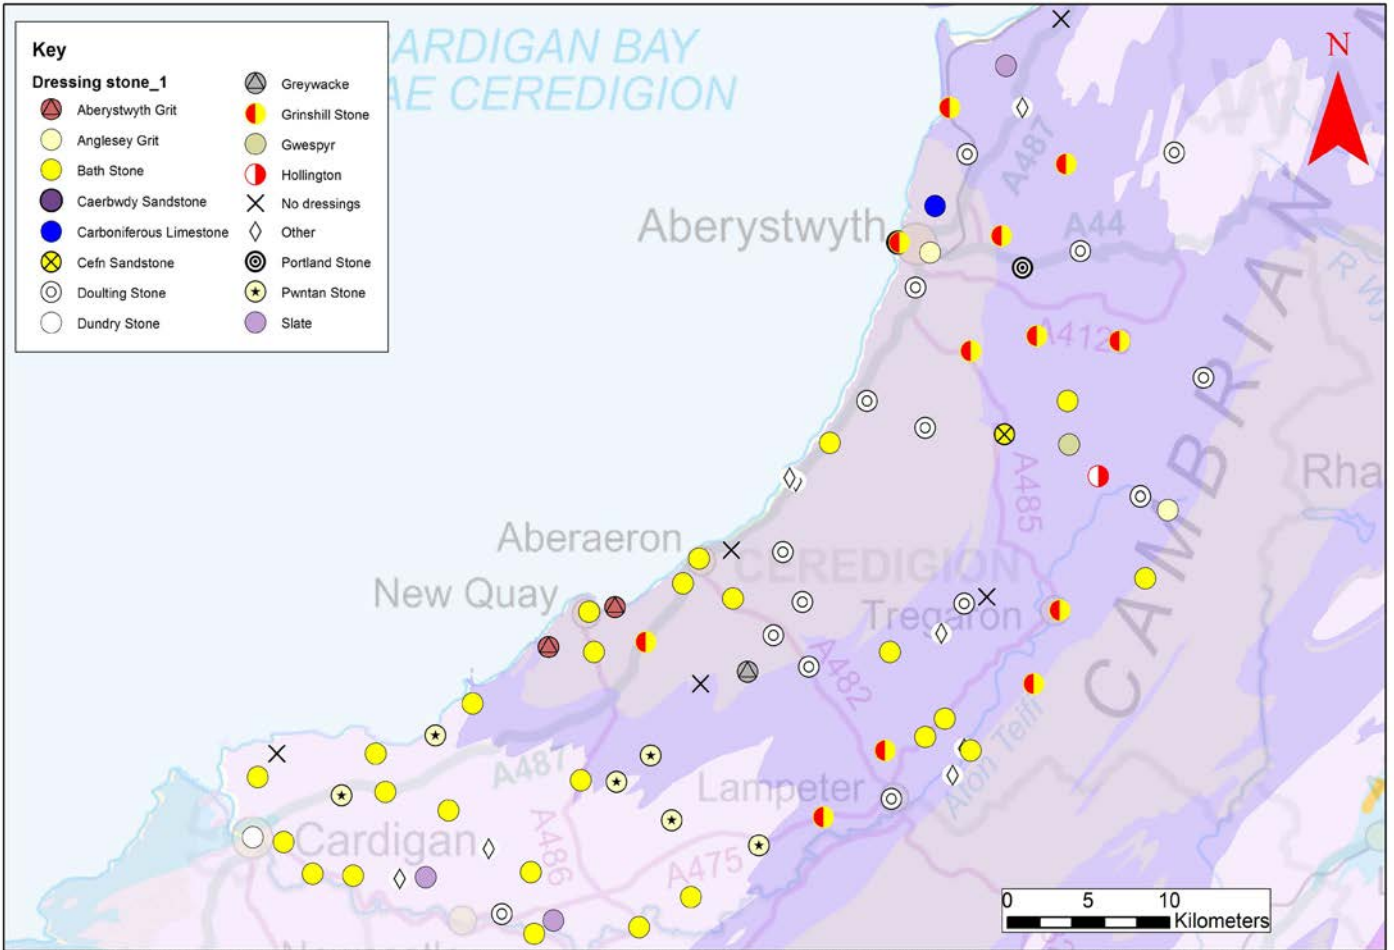 Key
Dressing stone_1
Aberystwyth Grit
Anglesey Grit
Bath Stone
Caerbwdy Sandstone
Carboniferous Limestone
Cefn Sandstone
Doulting Stone
Dundry Stone
Greywacke
Grinshill Stone
Gwespyr
Hollington
No dressings
Other
Portland Stone
Pwntan Stone
Slate
ARDIGAN BAY
AE CEREDIGION
N
A487
Aberystwyth
A44
R W
A412
CAMBRIAN
A485
Rha
Aberaeron
CEREDIGION
New Quay
Tregaron
A482
A487
Lampeter
Afon Teifi
Cardigan
A486
A475
0 5 10
Kilometers